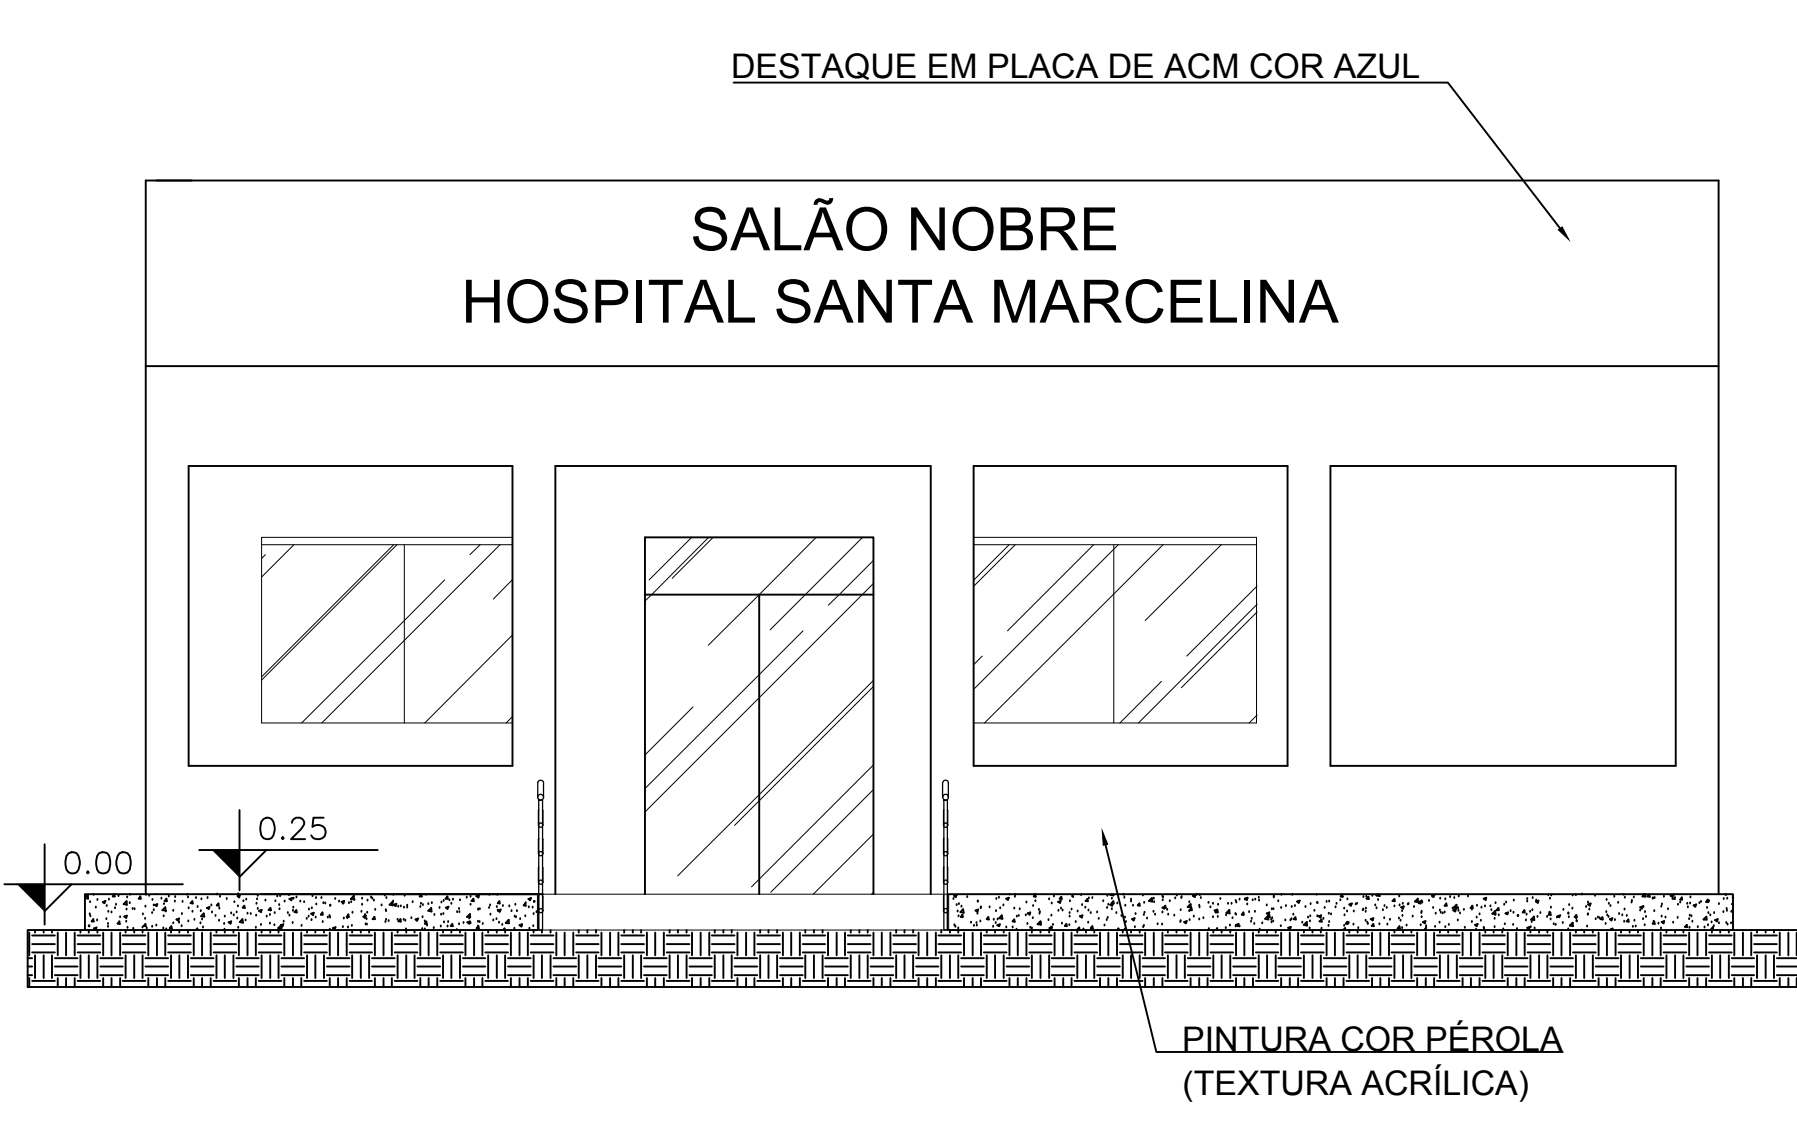 DESTAQUE EM PLACA DE ACM COR AZUL
SALÃO NOBRE
HOSPITAL SANTA MARCELINA
0.25
0.00
PINTURA COR PÉROLA
(TEXTURA ACRÍLICA)